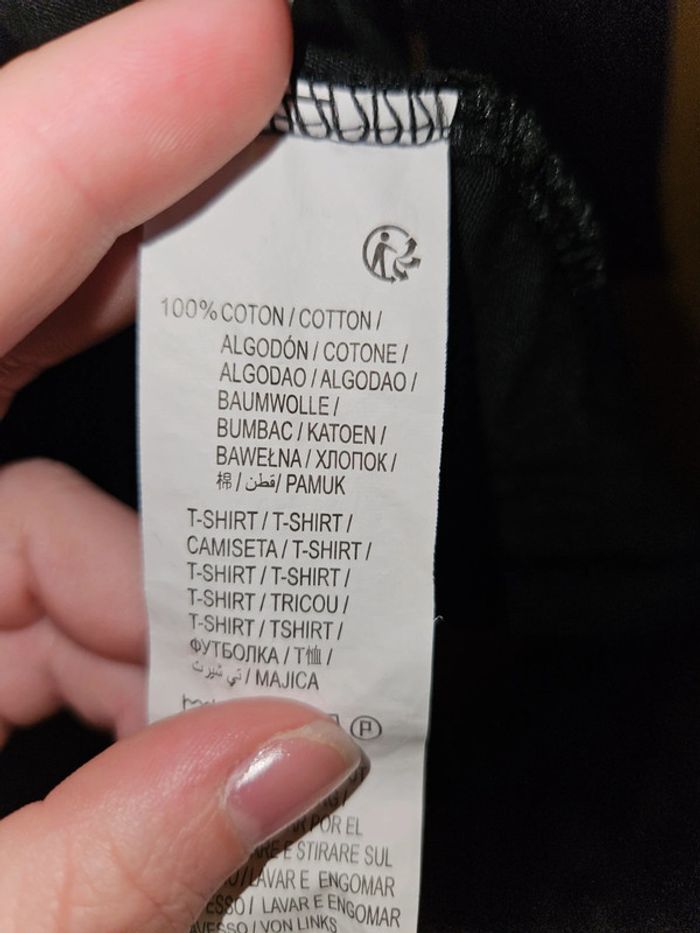 100% COTON / COTTON /
ALGODÓN / COTONE /
ALGODAO / ALGODAO /
BAUMWOLLE /
BUMBAC / KATOEN /
BAWEŁNA / ХЛОПОК /
棉 / قطن / PAMUK
T-SHIRT / T-SHIRT /
CAMISETA / T-SHIRT /
T-SHIRT / T-SHIRT /
T-SHIRT / TRICOU /
T-SHIRT / TSHIRT /
ФУТБОЛКА / T恤 /
تي شيرت / MAJICA
P
POR EL
E STIRARE SUL
/LAVAR E ENGOMAR
LAVAR E ENGOMAR
/ VON LINKS